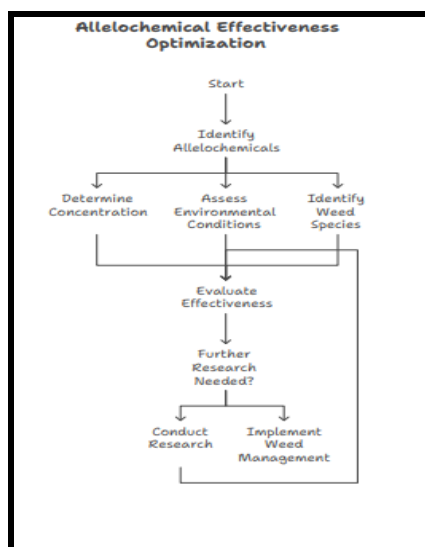 Allelochemical Effectiveness
Optimization
Start
Identify
Allelochemicals
Determine
Concentration
Assess
Environmental
Conditions
Identify
Weed
Species
Evaluate
Effectiveness
Further
Research
Needed?
Conduct
Research
Implement
Weed
Management